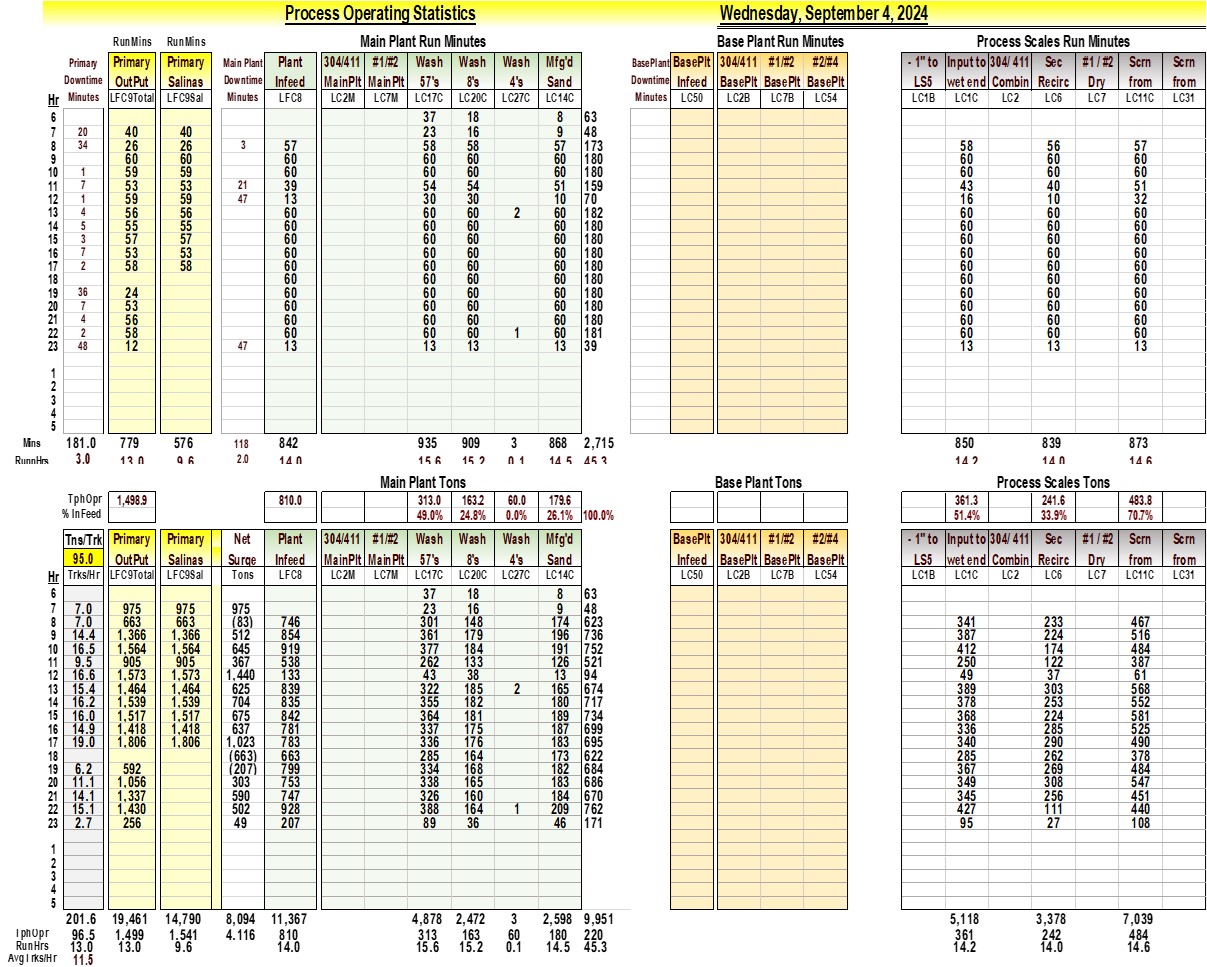 Process Operating Statistics Wednesday, September 4, 2024
RunMins RunMins Main Plant Run Minutes Base Plant Run Minutes Process Scales Run Minutes
Primary Primary Primary Main Plant Plant 304/411 #1/#2 Wash Wash Wash Mfg'd BasePlant BasePlt 304/411 #1/#2 #2/#4 - 1" to Input to 304/ 411 Sec #1 / #2 Scrn Scrn
Downtime OutPut Salinas Downtime Infeed MainPlt MainPlt 57's 8's 4's Sand Downtime Infeed BasePlt BasePlt BasePlt LS5 wet end Combin Recirc Dry from from
Hr Minutes LFC9Total LFC9Sal Minutes LFC8 LC2M LC7M LC17C LC20C LC27C LC14C Minutes LC50 LC2B LC7B LC54 LC1B LC1C LC2 LC6 LC7 LC11C LC31
6 37 18 8 63
7 20 40 40 23 16 9 48
8 34 26 26 3 57 58 58 57 173 58 56 57
9 60 60 60 60 60 60 180 60 60 60
10 1 59 59 60 60 60 60 180 60 60 60
11 7 53 53 21 39 54 54 51 159 43 40 51
12 1 59 59 47 13 30 30 10 70 16 10 32
13 4 56 56 60 60 60 2 60 182 60 60 60
14 5 55 55 60 60 60 60 180 60 60 60
15 3 57 57 60 60 60 60 180 60 60 60
16 7 53 53 60 60 60 60 180 60 60 60
17 2 58 58 60 60 60 60 180 60 60 60
18 60 60 60 60 180 60 60 60
19 36 24 60 60 60 60 180 60 60 60
20 7 53 60 60 60 60 180 60 60 60
21 4 56 60 60 60 60 180 60 60 60
22 2 58 60 60 60 1 60 181 60 60 60
23 48 12 47 13 13 13 13 39 13 13 13
1
2
3
4
5
Mins 181.0 779 576 118 842 935 909 3 868 2,715 850 839 873
RunnHrs 3.0 13.0 9.6 2.0 14.0 15.6 15.2 0.1 14.5 45.3 14.2 14.0 14.6
Main Plant Tons Base Plant Tons Process Scales Tons
TphOpr 1,498.9 810.0 313.0 163.2 60.0 179.6 361.3 241.6 483.8
% InFeed 49.0% 24.8% 0.0% 26.1% 100.0% 51.4% 33.9% 70.7%
Tns/Trk Primary Primary Net Plant 304/411 #1/#2 Wash Wash Wash Mfg'd BasePlt 304/411 #1/#2 #2/#4 - 1" to Input to 304/ 411 Sec #1 / #2 Scrn Scrn
95.0 OutPut Salinas Surge Infeed MainPlt MainPlt 57's 8's 4's Sand Infeed BasePlt BasePlt BasePlt LS5 wet end Combin Recirc Dry from from
Hr Trks/Hr LFC9Total LFC9Sal Tons LFC8 LC2M LC7M LC17C LC20C LC27C LC14C LC50 LC2B LC7B LC54 LC1B LC1C LC2 LC6 LC7 LC11C LC31
6 37 18 8 63
7 7.0 975 975 975 23 16 9 48
8 7.0 663 663 (83) 746 301 148 174 623 341 233 467
9 14.4 1,366 1,366 512 854 361 179 196 736 387 224 516
10 16.5 1,564 1,564 645 919 377 184 191 752 412 174 484
11 9.5 905 905 367 538 262 133 126 521 250 122 387
12 16.6 1,573 1,573 1,440 133 43 38 13 94 49 37 61
13 15.4 1,464 1,464 625 839 322 185 2 165 674 389 303 568
14 16.2 1,539 1,539 704 835 355 182 180 717 378 253 552
15 16.0 1,517 1,517 675 842 364 181 189 734 368 224 581
16 14.9 1,418 1,418 637 781 337 175 187 699 336 285 525
17 19.0 1,806 1,806 1,023 783 336 176 183 695 340 290 490
18 (663) 663 285 164 173 622 285 262 378
19 6.2 592 (207) 799 334 168 182 684 367 269 484
20 11.1 1,056 303 753 338 165 183 686 349 308 547
21 14.1 1,337 590 747 326 160 184 670 345 256 451
22 15.1 1,430 502 928 388 164 1 209 762 427 111 440
23 2.7 256 49 207 89 36 46 171 95 27 108
1
2
3
4
5
201.6 19,461 14,790 8,094 11,367 4,878 2,472 3 2,598 9,951 5,118 3,378 7,039
TphOpr 96.5 1,499 1,541 4.116 810 313 163 60 180 220 361 242 484
RunHrs 13.0 13.0 9.6 14.0 15.6 15.2 0.1 14.5 45.3 14.2 14.0 14.6
AvgTrks/Hr 11.5